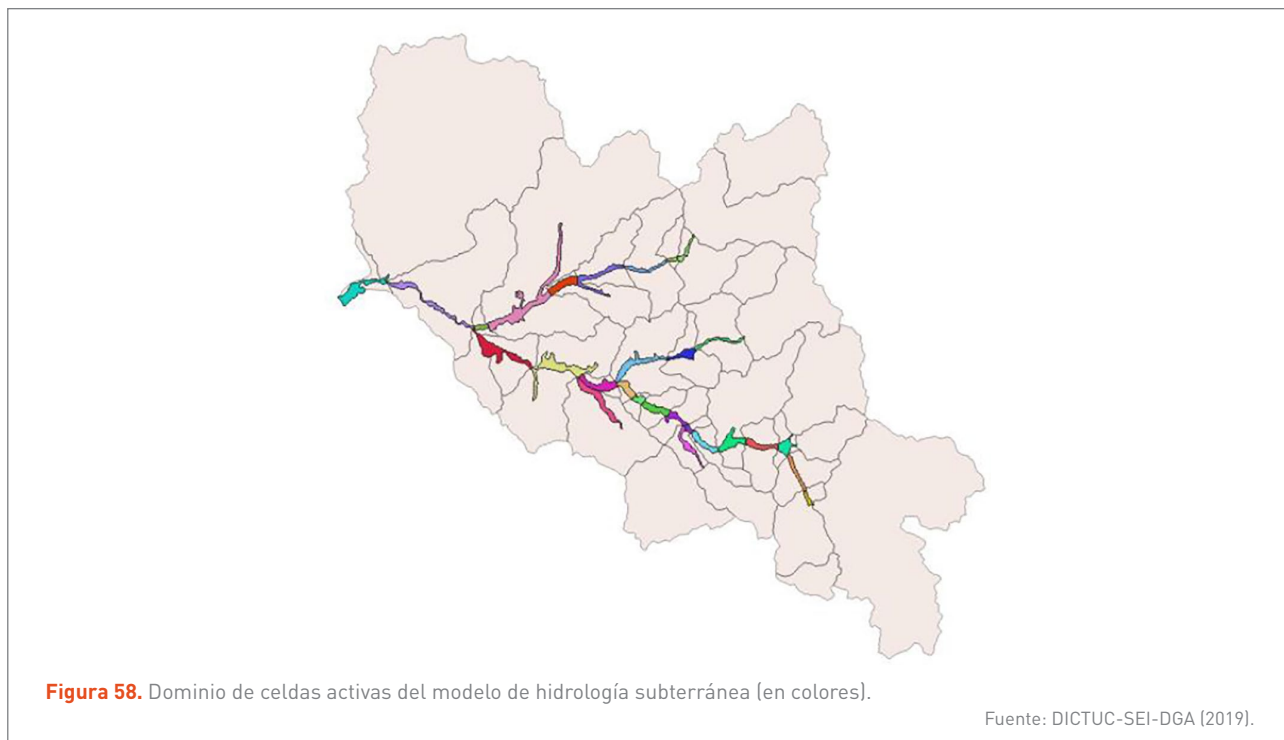 Figura 58. Dominio de celdas activas del modelo de hidrología subterránea (en colores).
Fuente: DICTUC-SEI-DGA (2019).